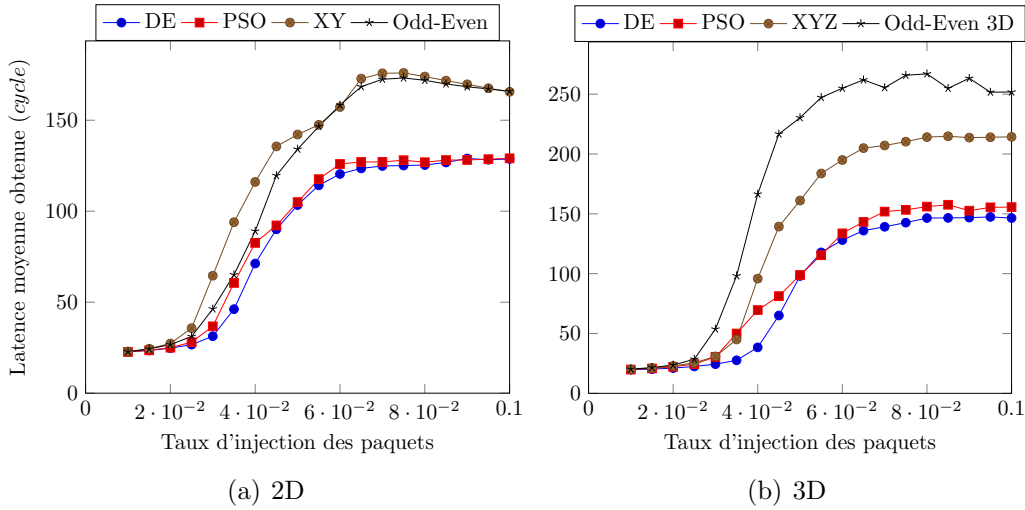 DE PSO XY Odd-Even
DE PSO XYZ Odd-Even 3D
Latence moyenne obtenue (cycle)
150
100
50
0
0 2 · 10⁻² 4 · 10⁻² 6 · 10⁻² 8 · 10⁻² 0.1
Taux d'injection des paquets
(a) 2D
250
200
150
100
50
0
0 2 · 10⁻² 4 · 10⁻² 6 · 10⁻² 8 · 10⁻² 0.1
Taux d'injection des paquets
(b) 3D